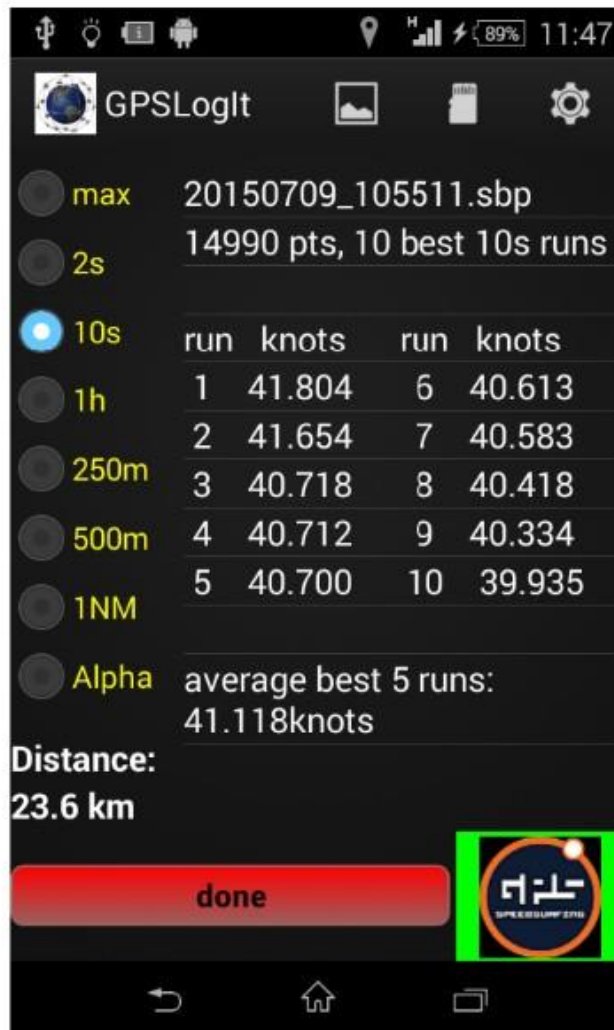 89% 11:47
GPSLogIt
max
2s
10s
1h
250m
500m
1NM
Alpha
20150709_105511.sbp
14990 pts, 10 best 10s runs
run knots run knots
1 41.804 6 40.613
2 41.654 7 40.583
3 40.718 8 40.418
4 40.712 9 40.334
5 40.700 10 39.935
average best 5 runs:
41.118knots
Distance:
23.6 km
done
SPEEDSURFING